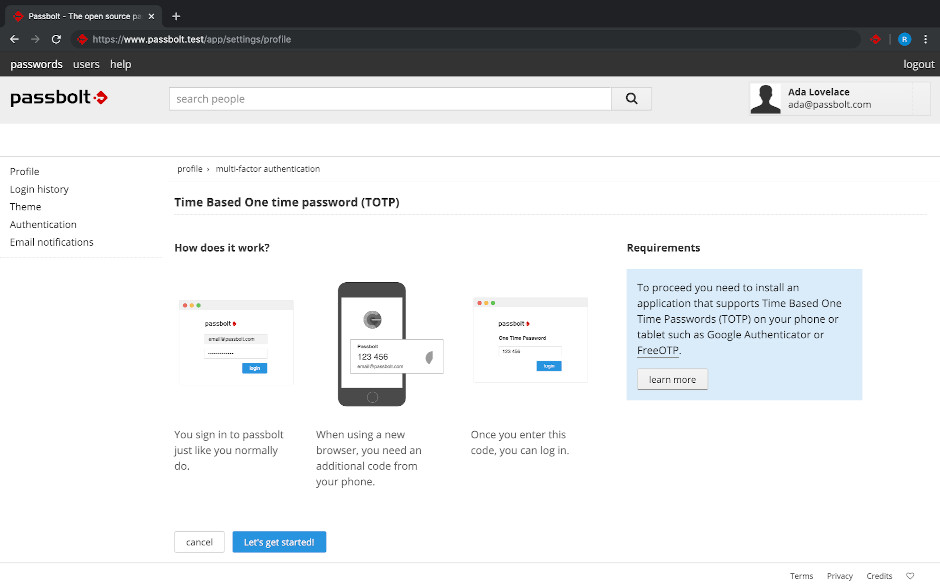 Passbolt - The open source pa
https://www.passbolt.test/app/settings/profile
R
passwords users help logout
passbolt
search people
Ada Lovelace
ada@passbolt.com
Profile
Login history
Theme
Authentication
Email notifications
profile › multi-factor authentication
Time Based One time password (TOTP)
How does it work?
passbolt
email@passbolt.com
login
Passbolt
123 456
email@passbolt.com
passbolt
One Time Password
123 456
login
You sign in to passbolt
just like you normally
do.
When using a new
browser, you need an
additional code from
your phone.
Once you enter this
code, you can log in.
Requirements
To proceed you need to install an
application that supports Time Based One
Time Passwords (TOTP) on your phone or
tablet such as Google Authenticator or
FreeOTP.
learn more
cancel
Let's get started!
Terms Privacy Credits